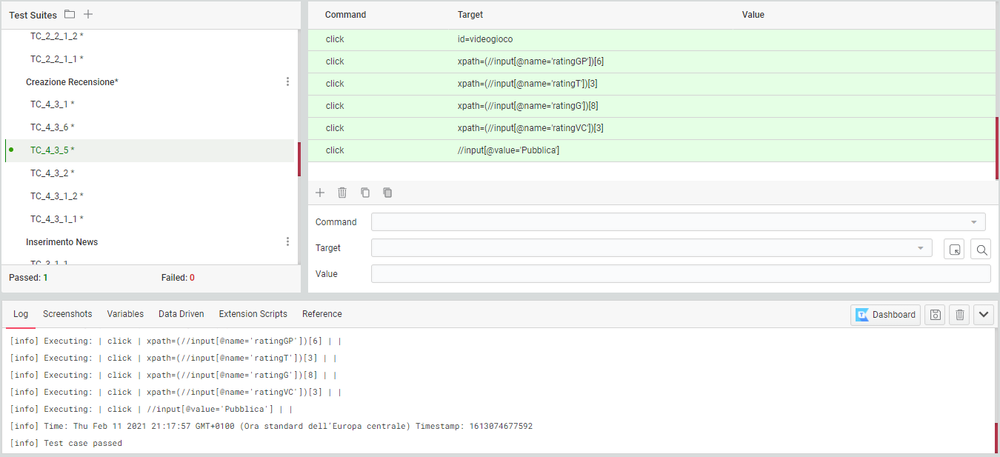 Test Suites
TC_2_2_1_2 *
TC_2_2_1_1 *
Creazione Recensione*
TC_4_3_1 *
TC_4_3_6 *
TC_4_3_5 *
TC_4_3_2 *
TC_4_3_1_2 *
TC_4_3_1_1 *
Inserimento News
TC_3_1_1
Passed: 1 Failed: 0
Command Target Value
click id=videogioco
click xpath=(//input[@name='ratingGP'])[6]
click xpath=(//input[@name='ratingT'])[3]
click xpath=(//input[@name='ratingG'])[8]
click xpath=(//input[@name='ratingVC'])[3]
click //input[@value='Pubblica']
Command
Target
Value
Log Screenshots Variables Data Driven Extension Scripts Reference Dashboard
[info] Executing: | click | xpath=(//input[@name='ratingGP'])[6] | |
[info] Executing: | click | xpath=(//input[@name='ratingT'])[3] | |
[info] Executing: | click | xpath=(//input[@name='ratingG'])[8] | |
[info] Executing: | click | xpath=(//input[@name='ratingVC'])[3] | |
[info] Executing: | click | //input[@value='Pubblica'] | |
[info] Time: Thu Feb 11 2021 21:17:57 GMT+0100 (Ora standard dell'Europa centrale) Timestamp: 1613074677592
[info] Test case passed